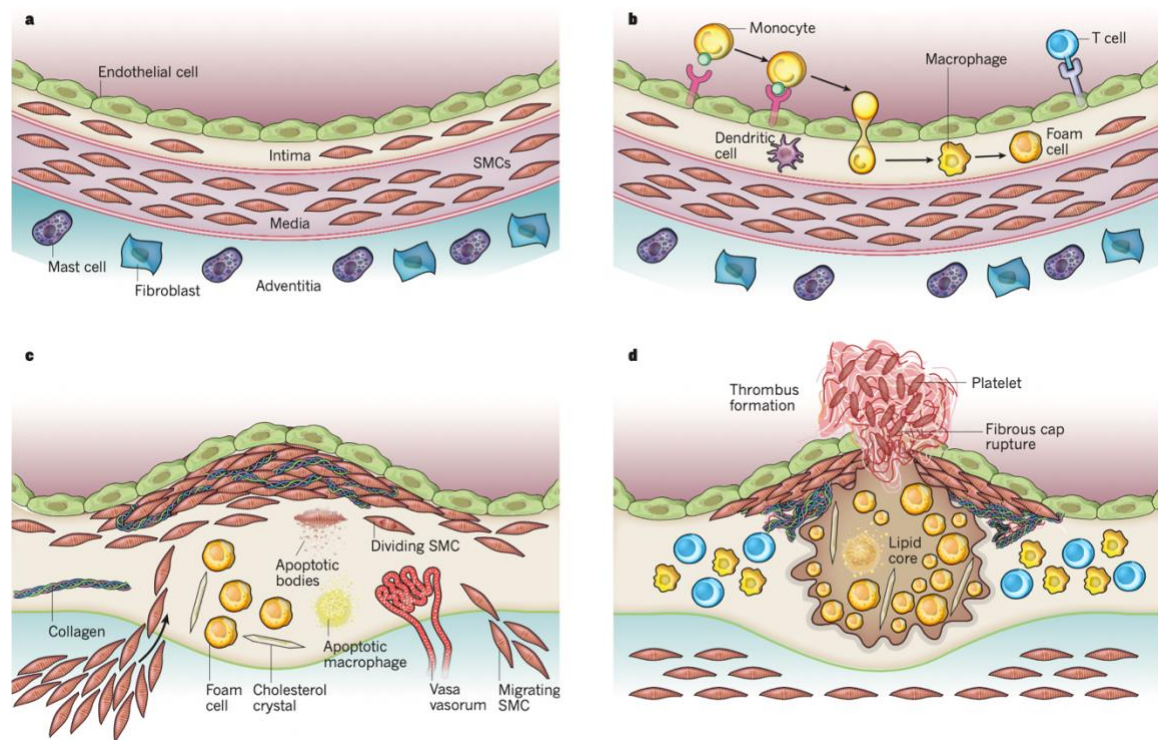 a
Endothelial cell
Intima
SMCs
Media
Mast cell
Fibroblast
Adventitia
b
Monocyte
T cell
Macrophage
Dendritic
cell
Foam
cell
c
Dividing SMC
Apoptotic
bodies
Collagen
Apoptotic
macrophage
Foam
cell
Cholesterol
crystal
Vasa
vasorum
Migrating
SMC
d
Thrombus
formation
Platelet
Fibrous cap
rupture
Lipid
core